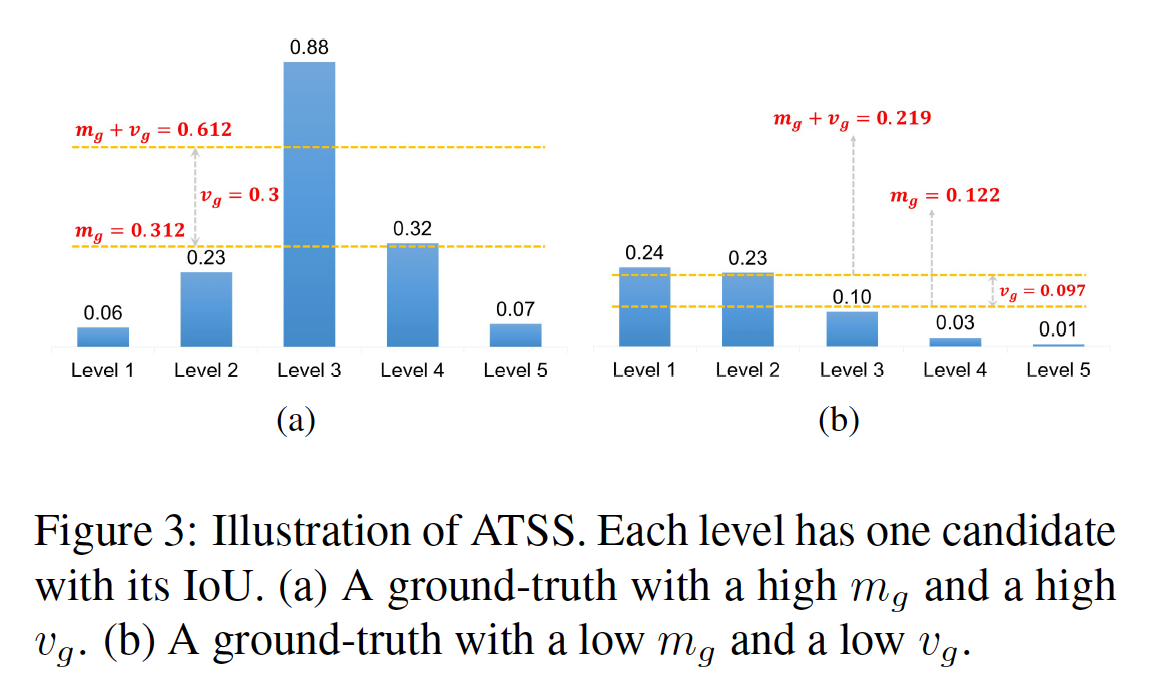 0.88
m_g + v_g = 0.612
v_g = 0.3
m_g = 0.312
0.32
0.23
0.06
0.07
Level 1 Level 2 Level 3 Level 4 Level 5
(a)
m_g + v_g = 0.219
m_g = 0.122
0.24
0.23
v_g = 0.097
0.10
0.03
0.01
Level 1 Level 2 Level 3 Level 4 Level 5
(b)
Figure 3: Illustration of ATSS. Each level has one candidate
with its IoU. (a) A ground-truth with a high m_g and a high
v_g. (b) A ground-truth with a low m_g and a low v_g.